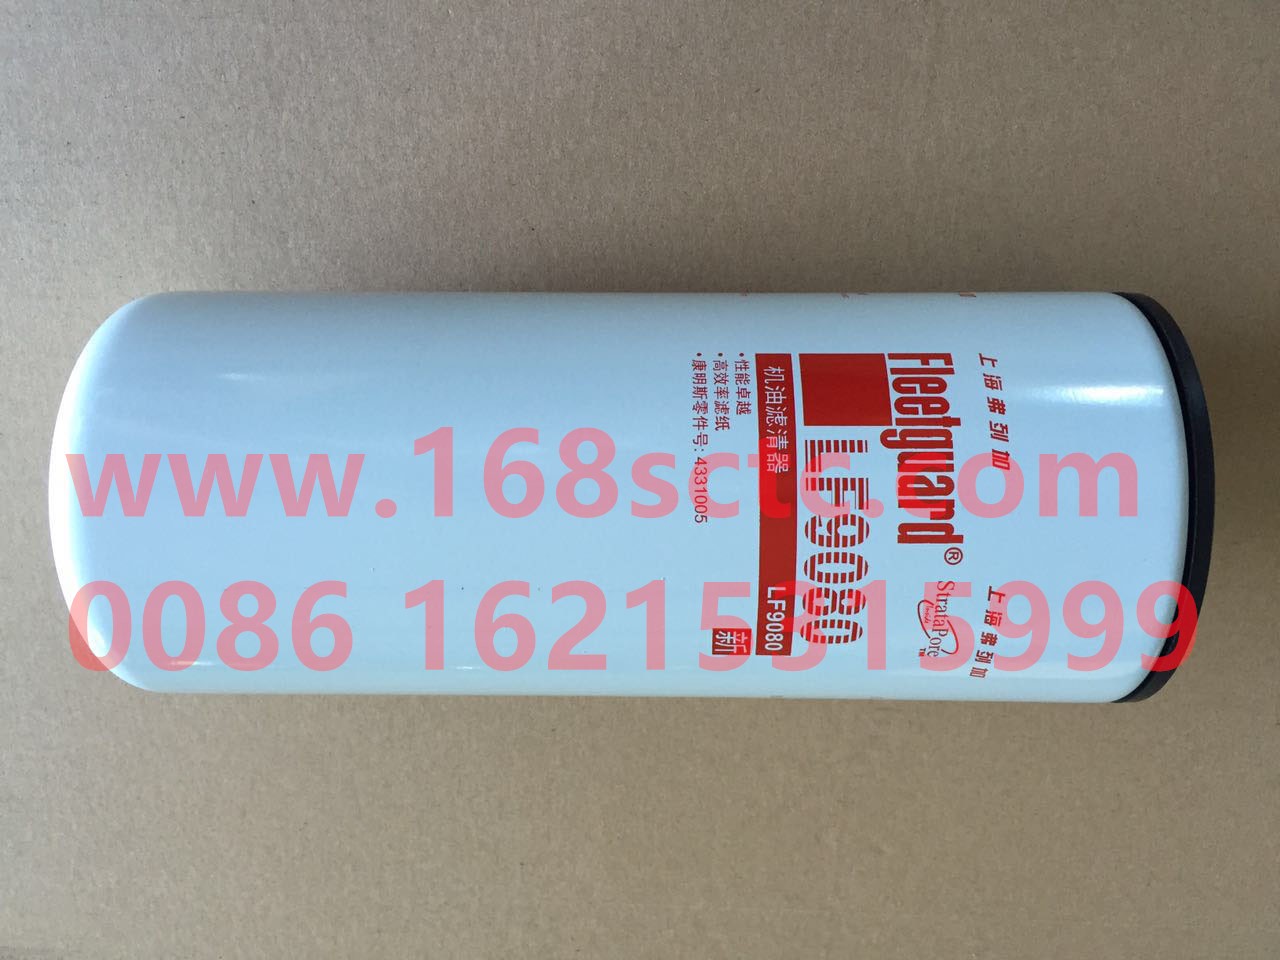 上海弗列加
上海弗列加
Fleetguard®
StrataPore™
LF9080
机油滤清器 LF9080
·性能卓越
·高效率滤纸
·康明斯零件号: 4331005
新
www.168sctc.com
0086 16215315999